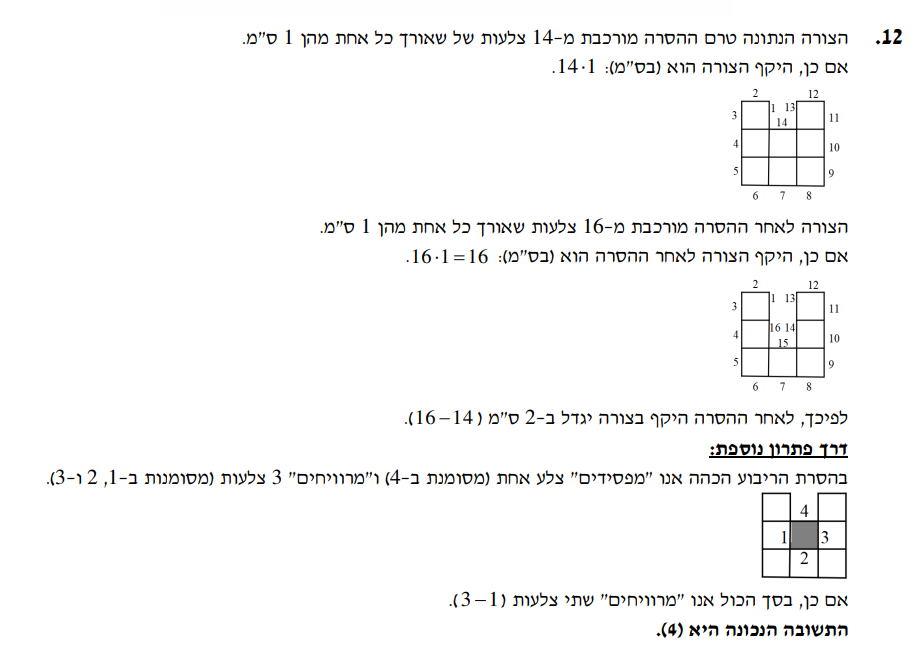 12. הצורה הנתונה טרם ההסרה מורכבת מ-14 צלעות של שאורך כל אחת מהן 1 ס"מ.
אם כן, היקף הצורה הוא (בס"מ): 14·1.
2 12
3 1 13 11
14
4 10
5 9
6 7 8
הצורה לאחר ההסרה מורכבת מ-16 צלעות שאורך כל אחת מהן 1 ס"מ.
אם כן, היקף הצורה לאחר ההסרה הוא (בס"מ): 16·1=16.
2 12
3 1 13 11
4 16 14 10
15
5 9
6 7 8
לפיכך, לאחר ההסרה היקף בצורה יגדל ב-2 ס"מ (16−14).
דרך פתרון נוספת:
בהסרת הריבוע הכהה אנו "מפסידים" צלע אחת (מסומנת ב-4) ו"מרוויחים" 3 צלעות (מסומנות ב-1, 2 ו-3).
4
1 3
2
אם כן, בסך הכול אנו "מרוויחים" שתי צלעות (3−1).
התשובה הנכונה היא (4).